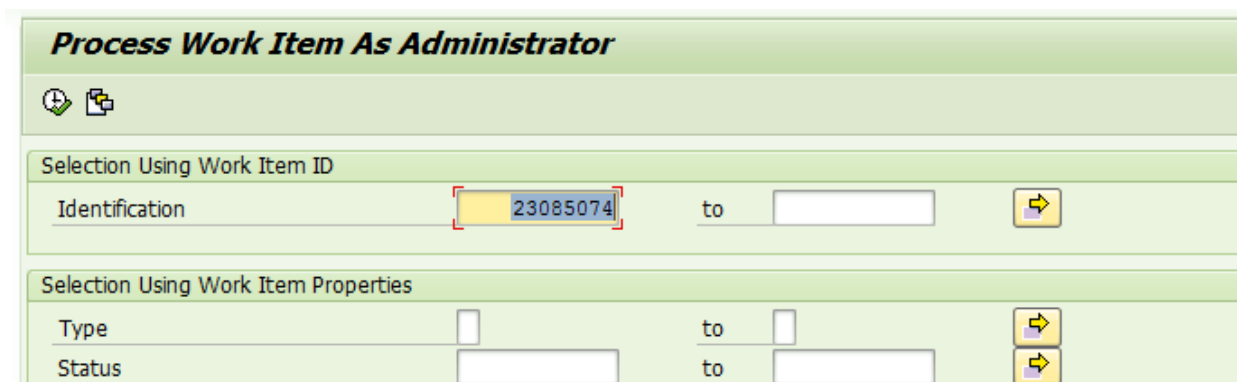 Process Work Item As Administrator
Selection Using Work Item ID
Identification 23085074 to
Selection Using Work Item Properties
Type to
Status to